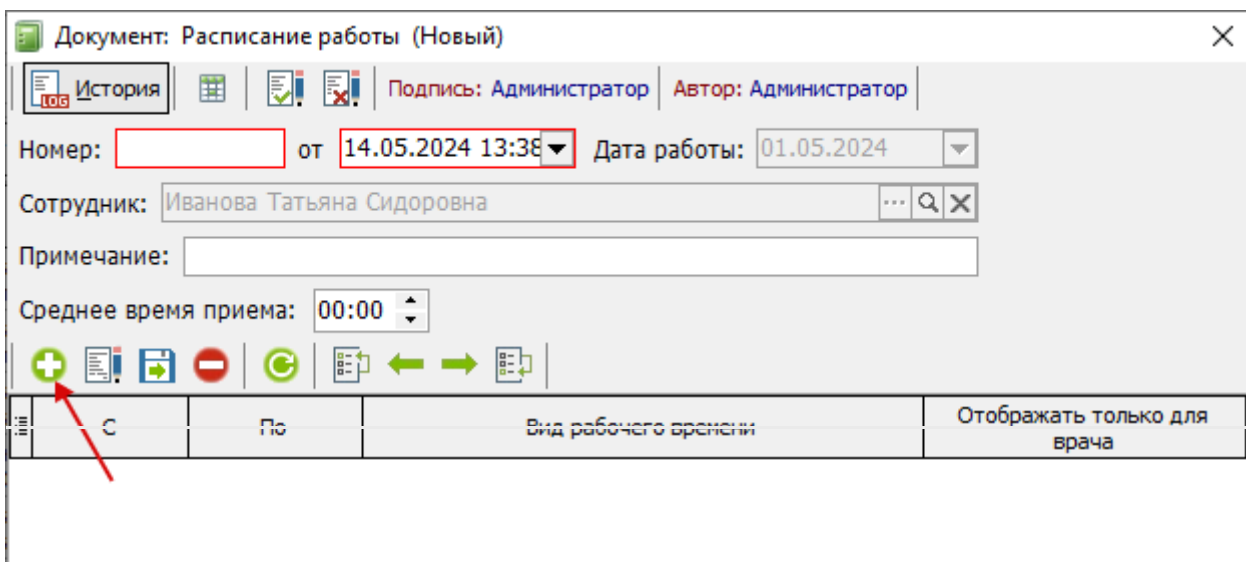 Документ: Расписание работы (Новый)
LOG История Подпись: Администратор Автор: Администратор
Номер: от 14.05.2024 13:38 Дата работы: 01.05.2024
Сотрудник: Иванова Татьяна Сидоровна
Примечание:
Среднее время приема: 00:00
С По Вид рабочего времени Отображать только для
врача